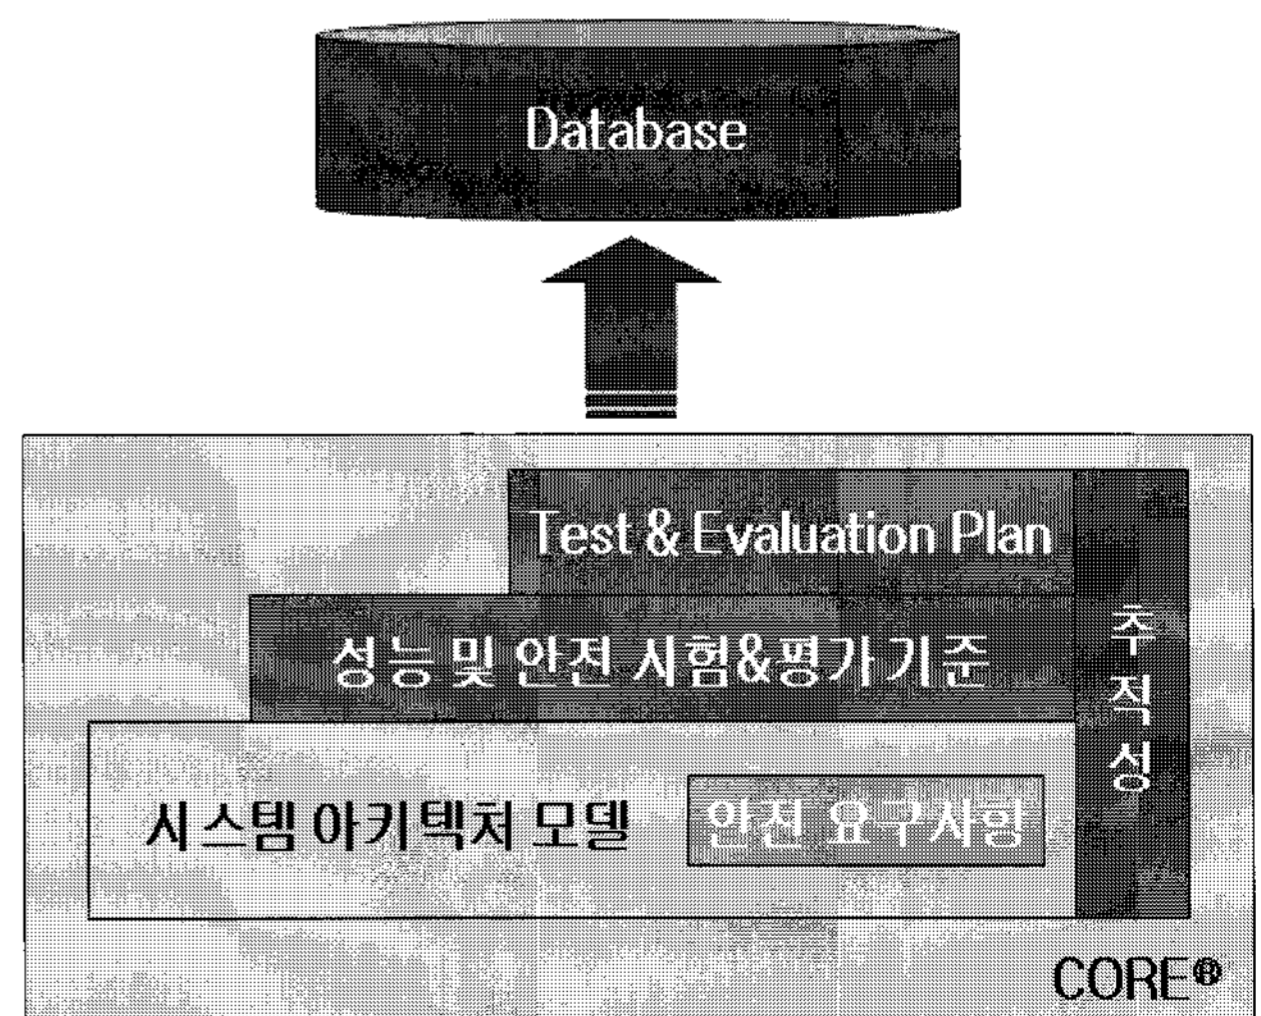 Database
Test & Evaluation Plan
성능 및 안전 시험&평가기준
추적성
시스템 아키텍처 모델
안전 요구사항
CORE®